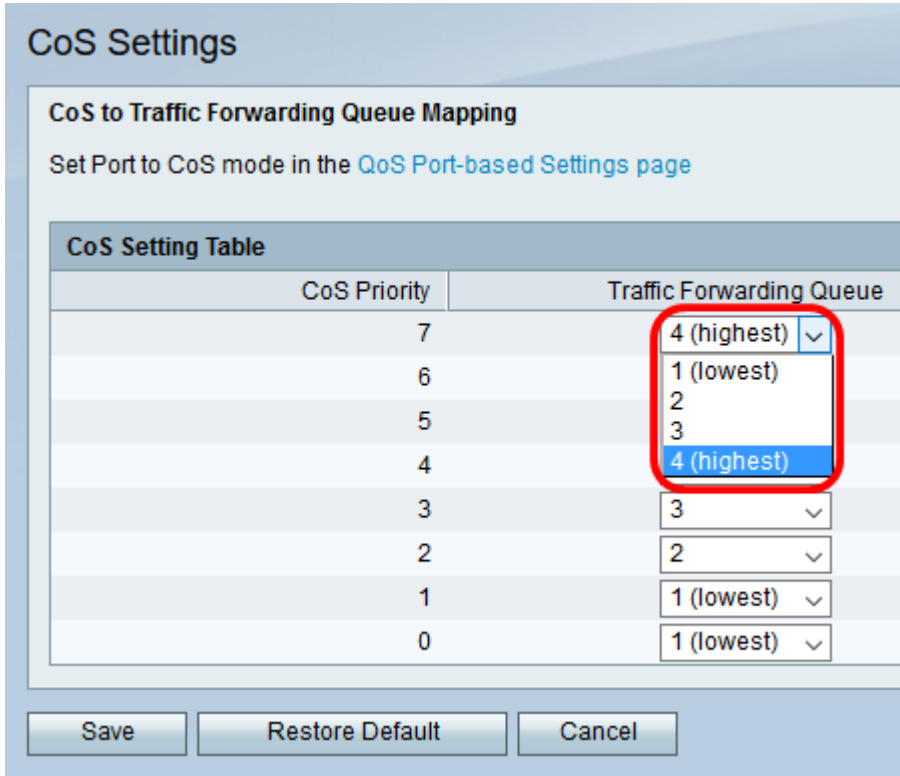 CoS Settings
CoS to Traffic Forwarding Queue Mapping
Set Port to CoS mode in the QoS Port-based Settings page
CoS Setting Table
CoS Priority Traffic Forwarding Queue
7 4 (highest)
1 (lowest)
6
2
5
3
4 4 (highest)
3 3
2 2
1 1 (lowest)
0 1 (lowest)
Save Restore Default Cancel